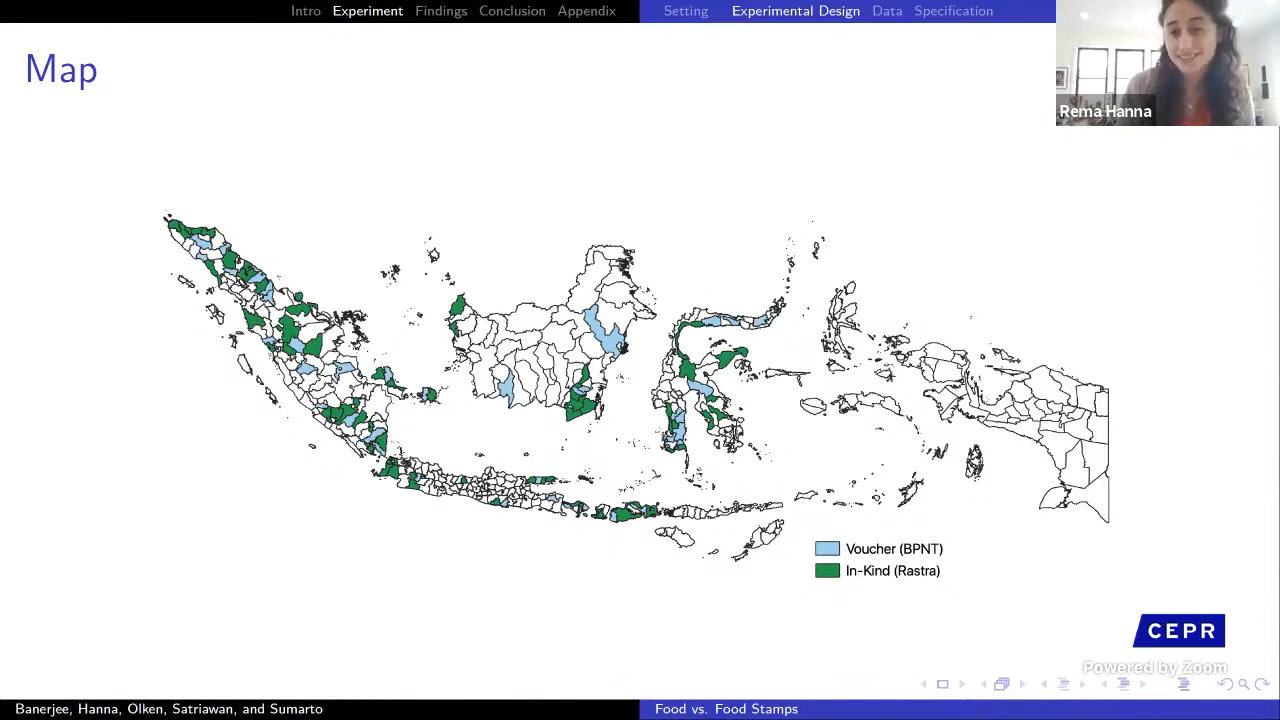 Intro Experiment Findings Conclusion Appendix
Setting Experimental Design Data Specification
Map
Rema Hanna
Voucher (BPNT)
In-Kind (Rastra)
CEPR
Powered by Zoom
Banerjee, Hanna, Olken, Satriawan, and Sumarto
Food vs. Food Stamps